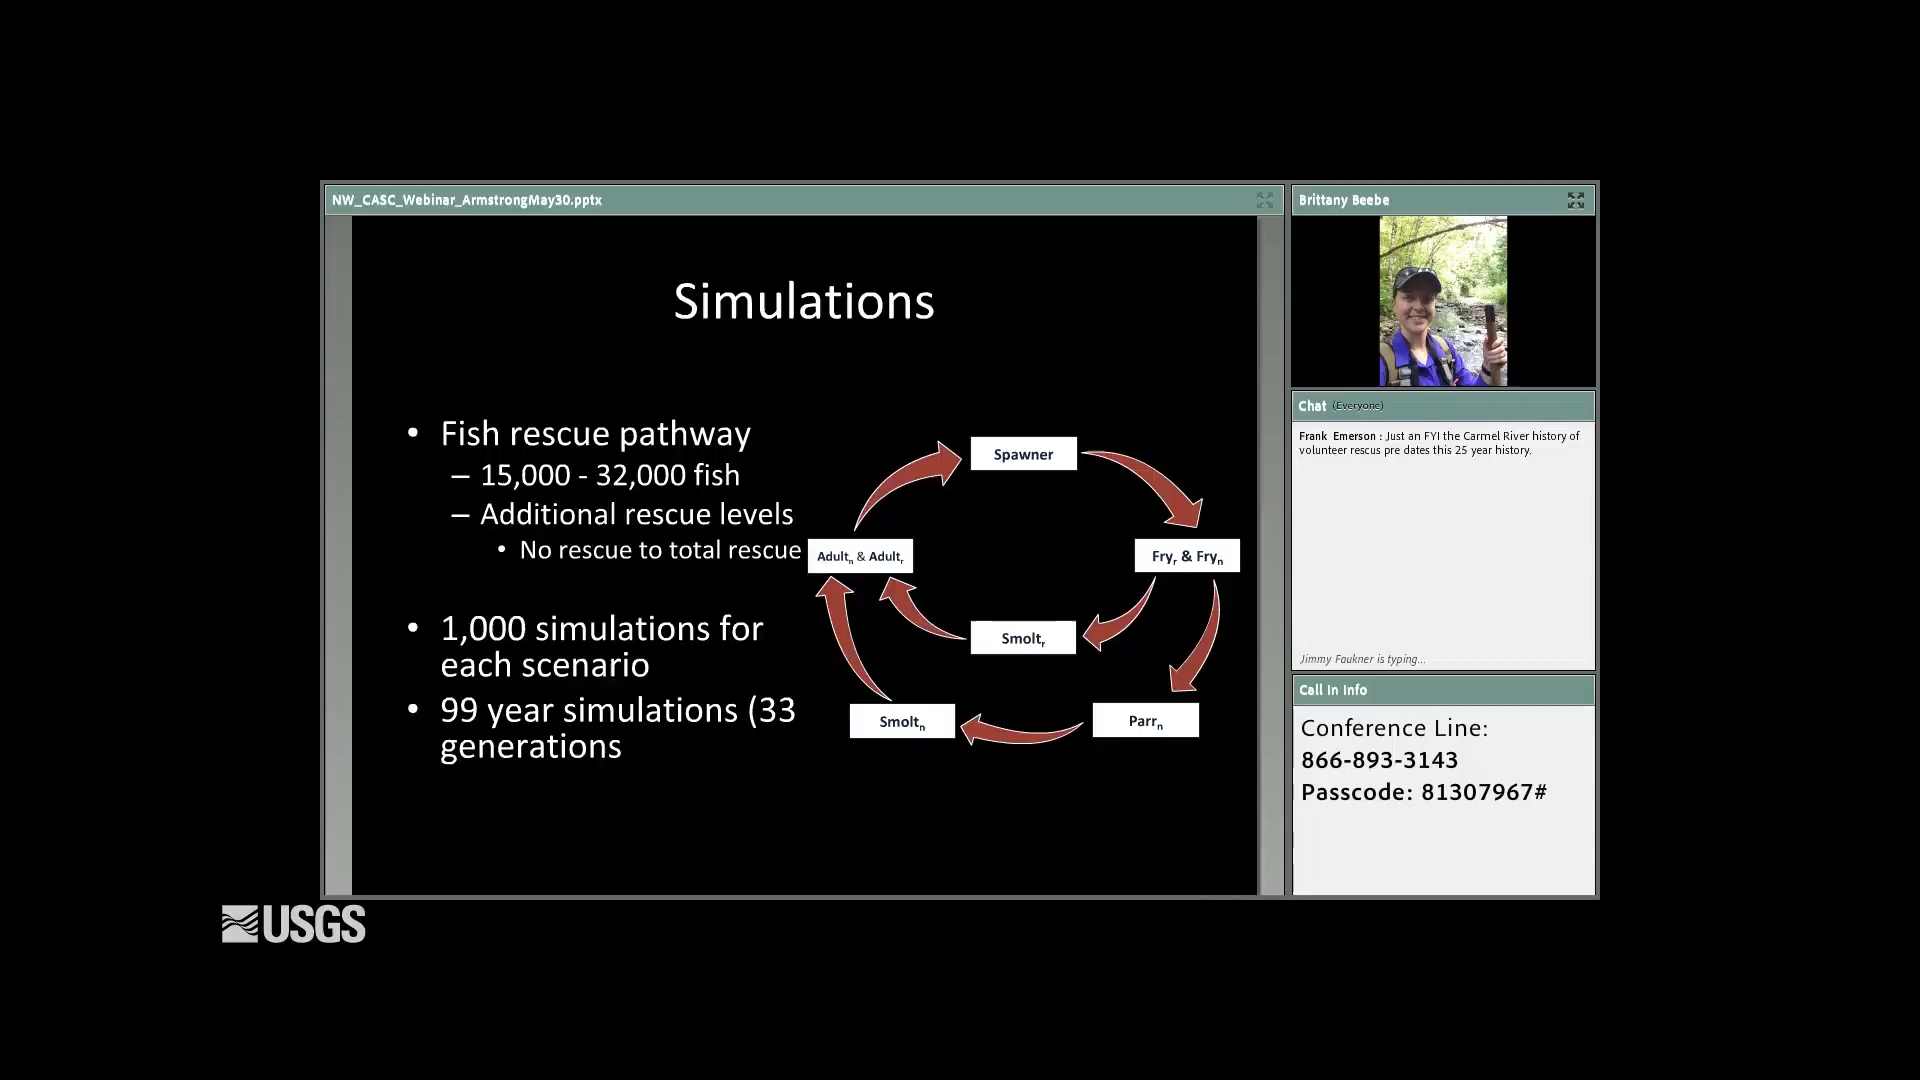 NW_CASC_Webinar_ArmstrongMay30.pptx
Simulations
• Fish rescue pathway
– 15,000 - 32,000 fish
– Additional rescue levels
• No rescue to total rescue
• 1,000 simulations for
each scenario
• 99 year simulations (33
generations
Spawner
Adultn & Adultr
Fryr & Fryn
Smoltr
Smoltn
Parrn
Brittany Beebe
Chat (Everyone)
Frank Emerson : Just an FYI the Carmel River history of
volunteer rescus pre dates this 25 year history.
Jimmy Faukner is typing...
Call in Info
Conference Line:
866-893-3143
Passcode: 81307967#
USGS